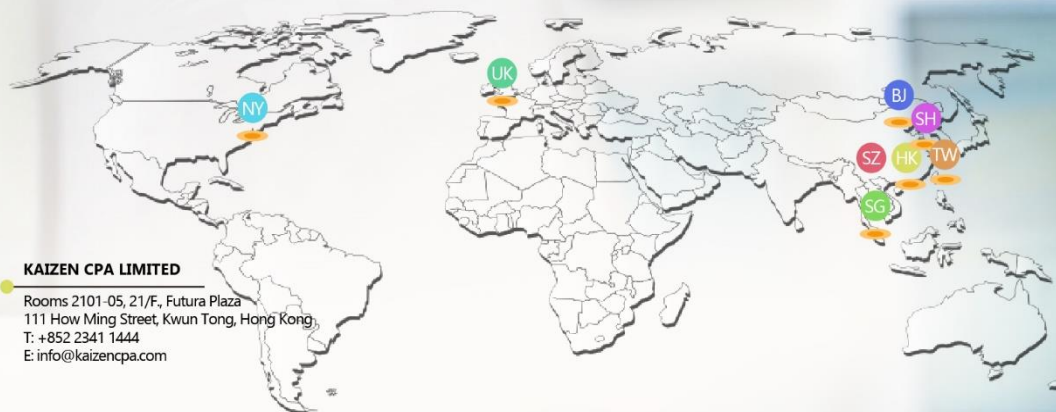 UK
BJ
NY
SH
SZ
HK
TW
SG
KAIZEN CPA LIMITED
Rooms 2101-05, 21/F., Futura Plaza
111 How Ming Street, Kwun Tong, Hong Kong
T: +852 2341 1444
E: info@kaizencpa.com